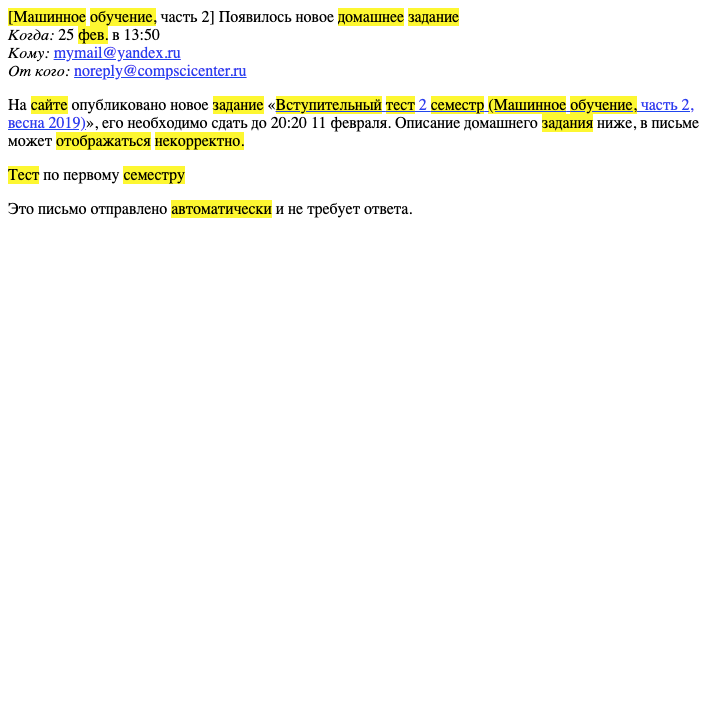 [Машинное обучение, часть 2] Появилось новое домашнее задание
Когда: 25 фев. в 13:50
Кому: mymail@yandex.ru
От кого: noreply@compscicenter.ru
На сайте опубликовано новое задание «Вступительный тест 2 семестр (Машинное обучение, часть 2,
весна 2019)», его необходимо сдать до 20:20 11 февраля. Описание домашнего задания ниже, в письме
может отображаться некорректно.
Тест по первому семестру
Это письмо отправлено автоматически и не требует ответа.